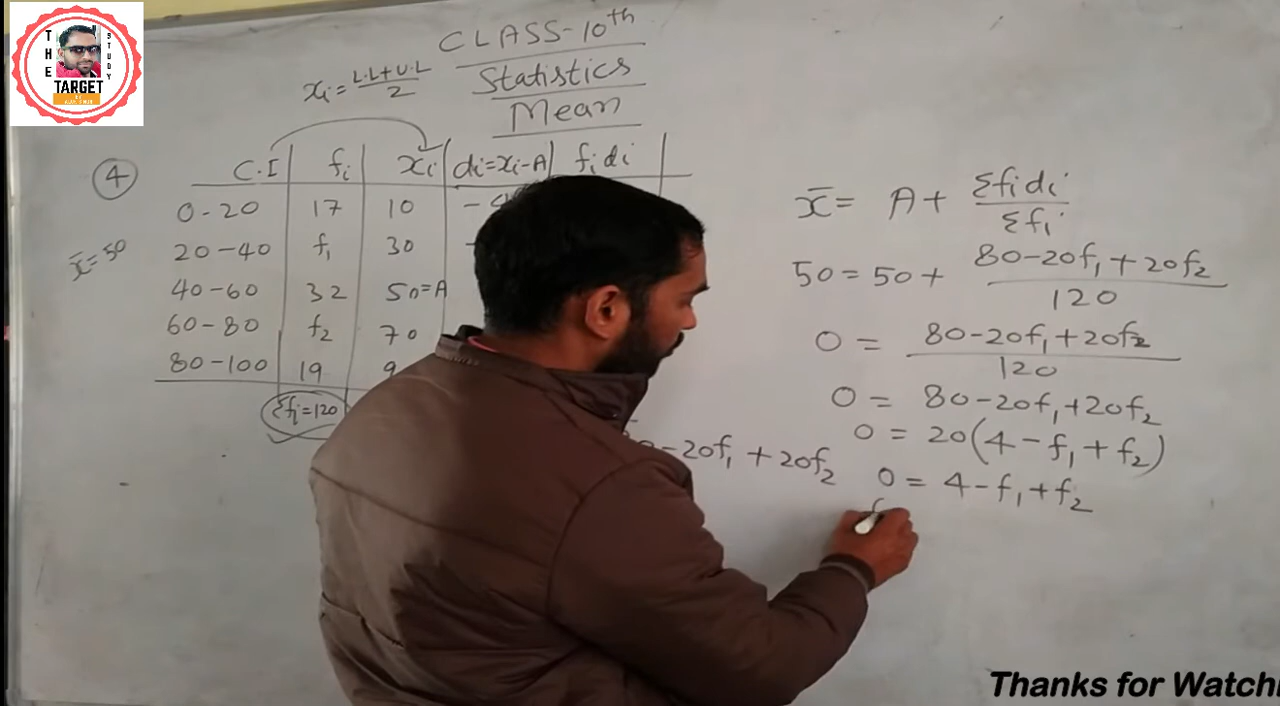 THE
STUDY
TARGET
CLASS-10th
Statistics
Mean
xi = L.L+U.L / 2
4
x̄=50
C.I | fi | xi | di=xi-A | fi di
0-20 | 17 | 10
20-40 | f1 | 30
40-60 | 32 | 50=A
60-80 | f2 | 70
80-100 | 19 | 9
Σfi=120
-20f1 + 20f2
x̄ = A + Σfidi / Σfi
50 = 50 + 80-20f1+20f2 / 120
0 = 80-20f1+20f2 / 120
0 = 80-20f1+20f2
0 = 20(4-f1+f2)
0 = 4-f1+f2
Thanks for Watchi